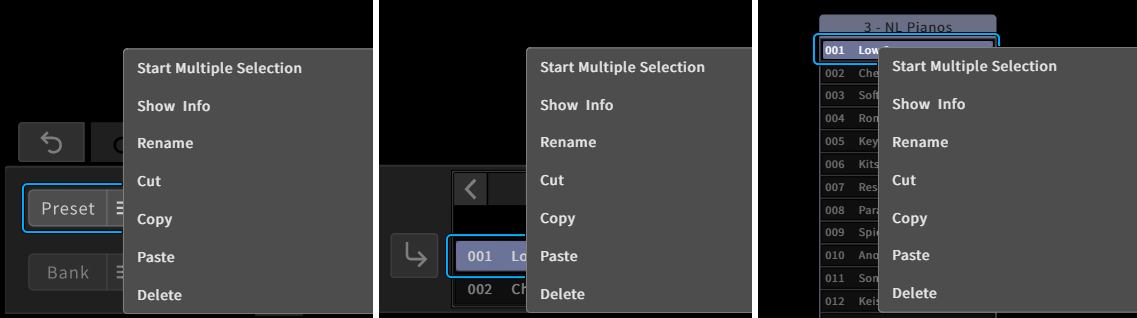 Start Multiple Selection
Show Info
Rename
Cut
Copy
Paste
Delete
Preset
Bank
Start Multiple Selection
Show Info
Rename
Cut
Copy
Paste
Delete
001 Lo
002 Ch
3 - NL Pianos
001 Low
002 Che
003 Soft
004 Rom
005 Key
006 Kits
007 Res
008 Para
009 Spie
010 Ano
011 Som
012 Keis
Start Multiple Selection
Show Info
Rename
Cut
Copy
Paste
Delete